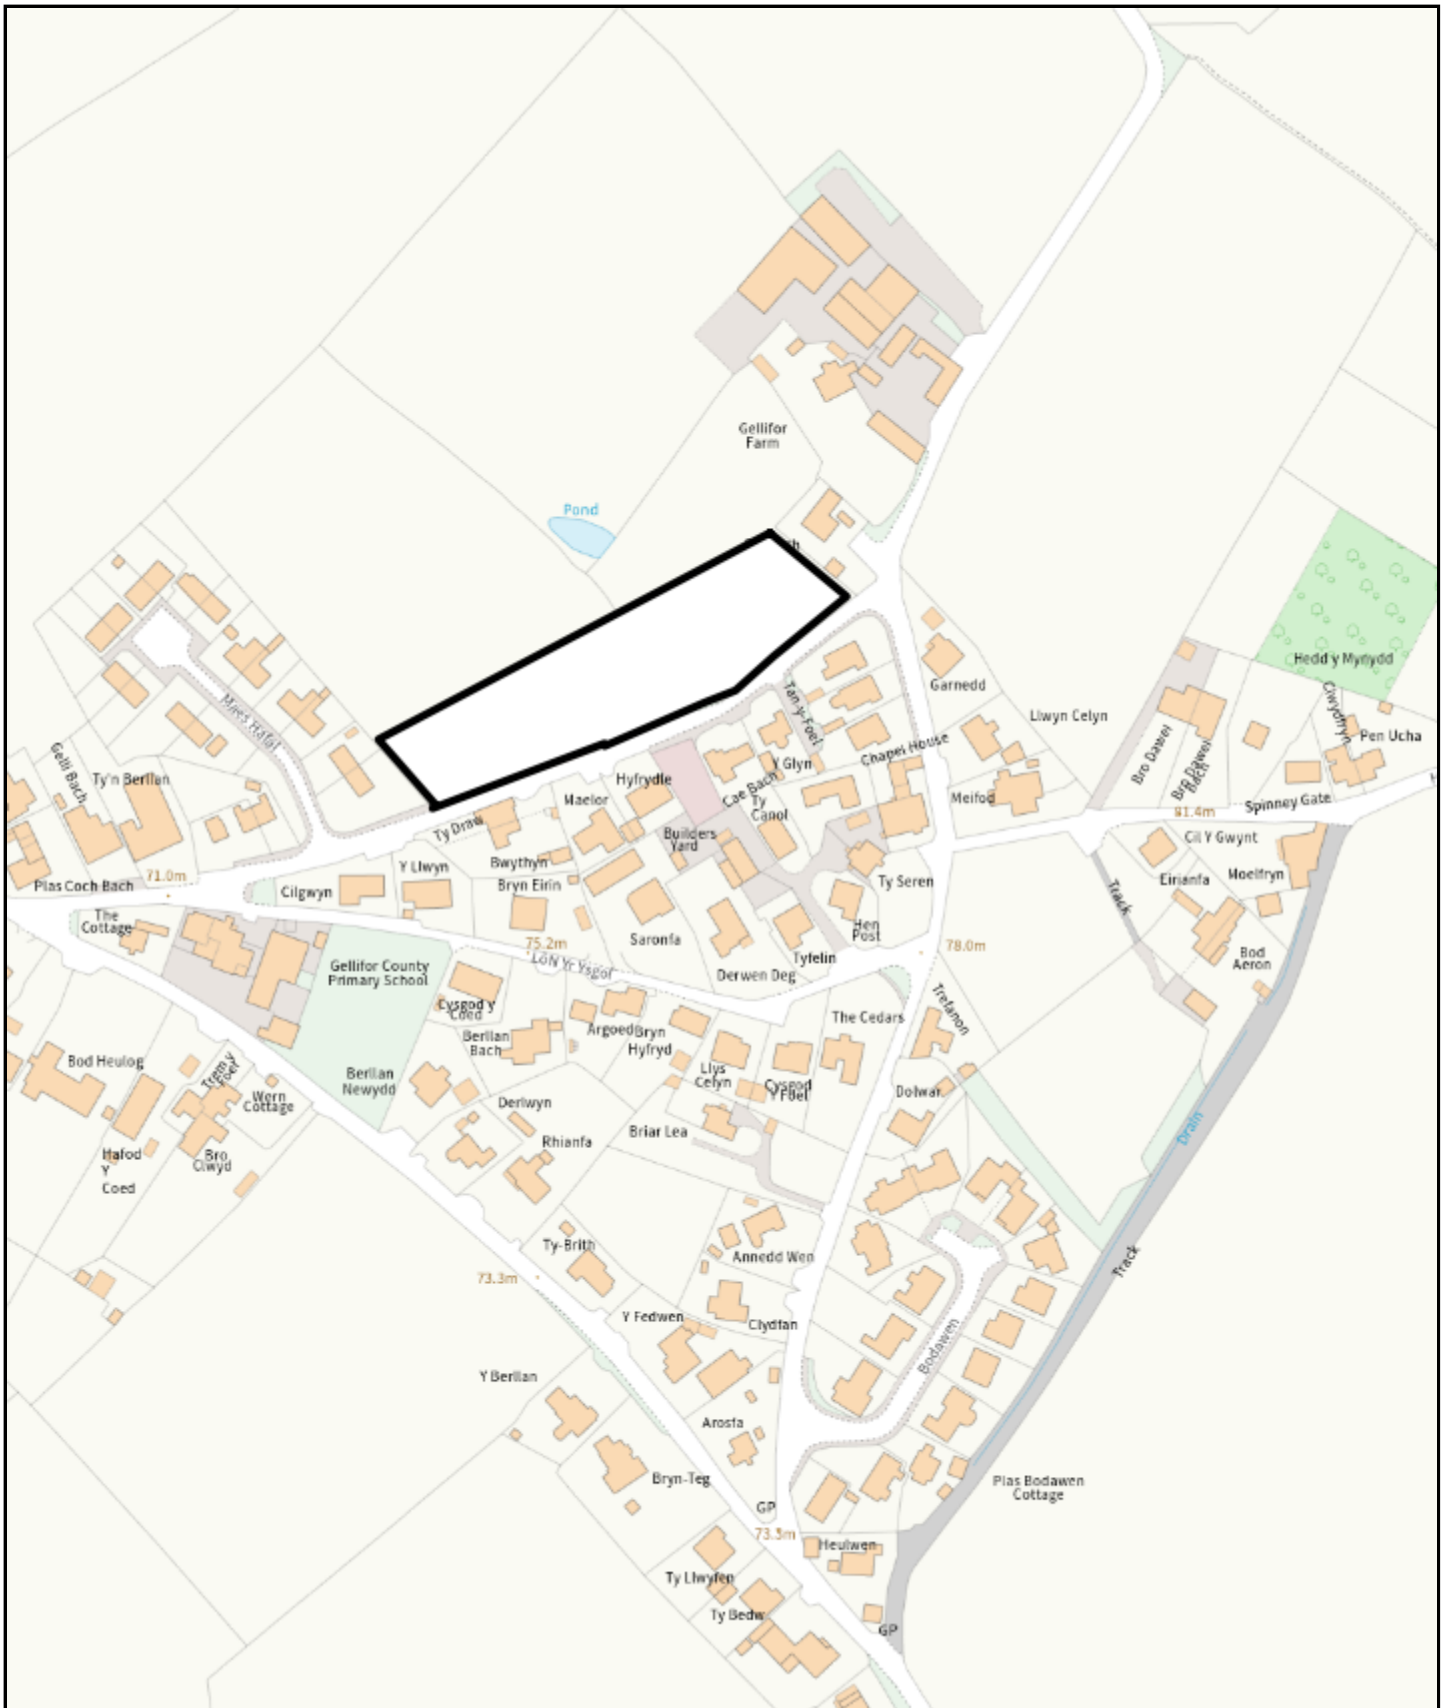 Gellifor
Farm
Pond
Hedd y Mynydd
Garnedd
Clwydfryn
Tan-y-Foel
Maes Hafal
Llwyn Celyn
Pen Ucha
Chapel House
Bro Dawel
Bro Dawel
Bach
Gelli Bach
Ty'n Berllan
Hyfrydle
Y Glyn
Cae Bach
Maelor
Ty
Canol
Meifod
Spinney Gate
81.4m
Ty Draw
Builders
Yard
Cil Y Gwynt
Y Llwyn
Bwythyn
71.0m
Plas Coch Bach
Cilgwyn
Bryn Eirin
Ty Seren
Eirianfa
Moelfryn
Track
The
Cottage
Hen
Post
75.2m
Saronfa
78.0m
Tyfelin
Lôn Yr Ysgol
Derwen Deg
Bod
Aeron
Gellifor County
Primary School
Cysgod y
Coed
Trefanon
The Cedars
Argoed
Bryn
Hyfryd
Berllan
Bach
Bod Heulog
Trem y
Foel
Berllan
Newydd
Llys
Celyn
Cysgod
Y Foel
Dolwar
Wern
Cottage
Derlwyn
Drain
Briar Lea
Rhianfa
Hafod
Y
Coed
Bro
Clwyd
Ty-Brith
Annedd Wen
Track
73.3m
Y Fedwen
Clydfan
Bodawen
Y Berllan
Arosfa
Bryn-Teg
Plas Bodawen
Cottage
GP
73.5m
Heulwen
Ty Llwyfen
Ty Bedw
GP